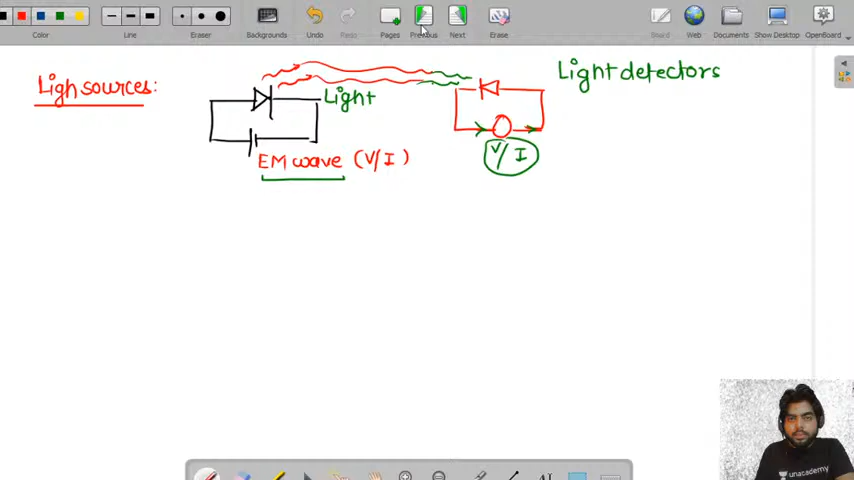 Color
Line
Eraser
Backgrounds
Undo
Redo
Pages
Previous
Next
Erase
Board
Web
Documents
Show Desktop
OpenBoard
Ligh sources:
Light
EM wave (V/I)
V/I
Light detectors
unacademy